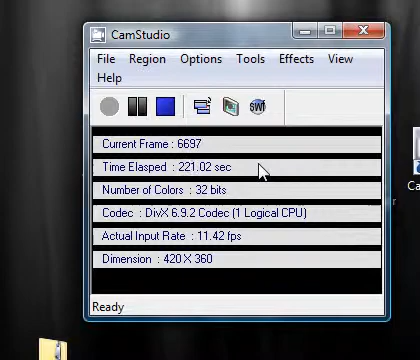 CamStudio
File Region Options Tools Effects View
Help
SWF
Current Frame : 6697
Time Elasped : 221.02 sec
Number of Colors : 32 bits
Codec : DivX 6.9.2 Codec (1 Logical CPU)
Actual Input Rate : 11.42 fps
Dimension : 420 X 360
Ready
Ca